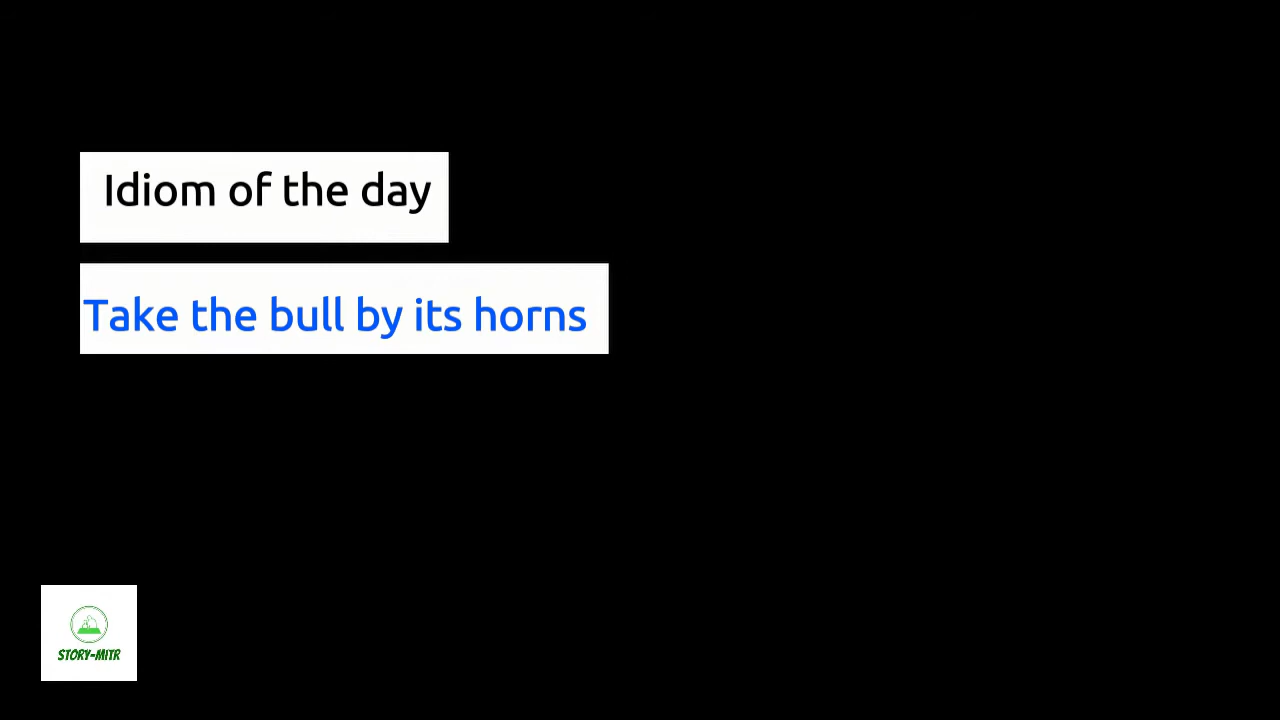 Idiom of the day
Take the bull by its horns
STORY-MITR